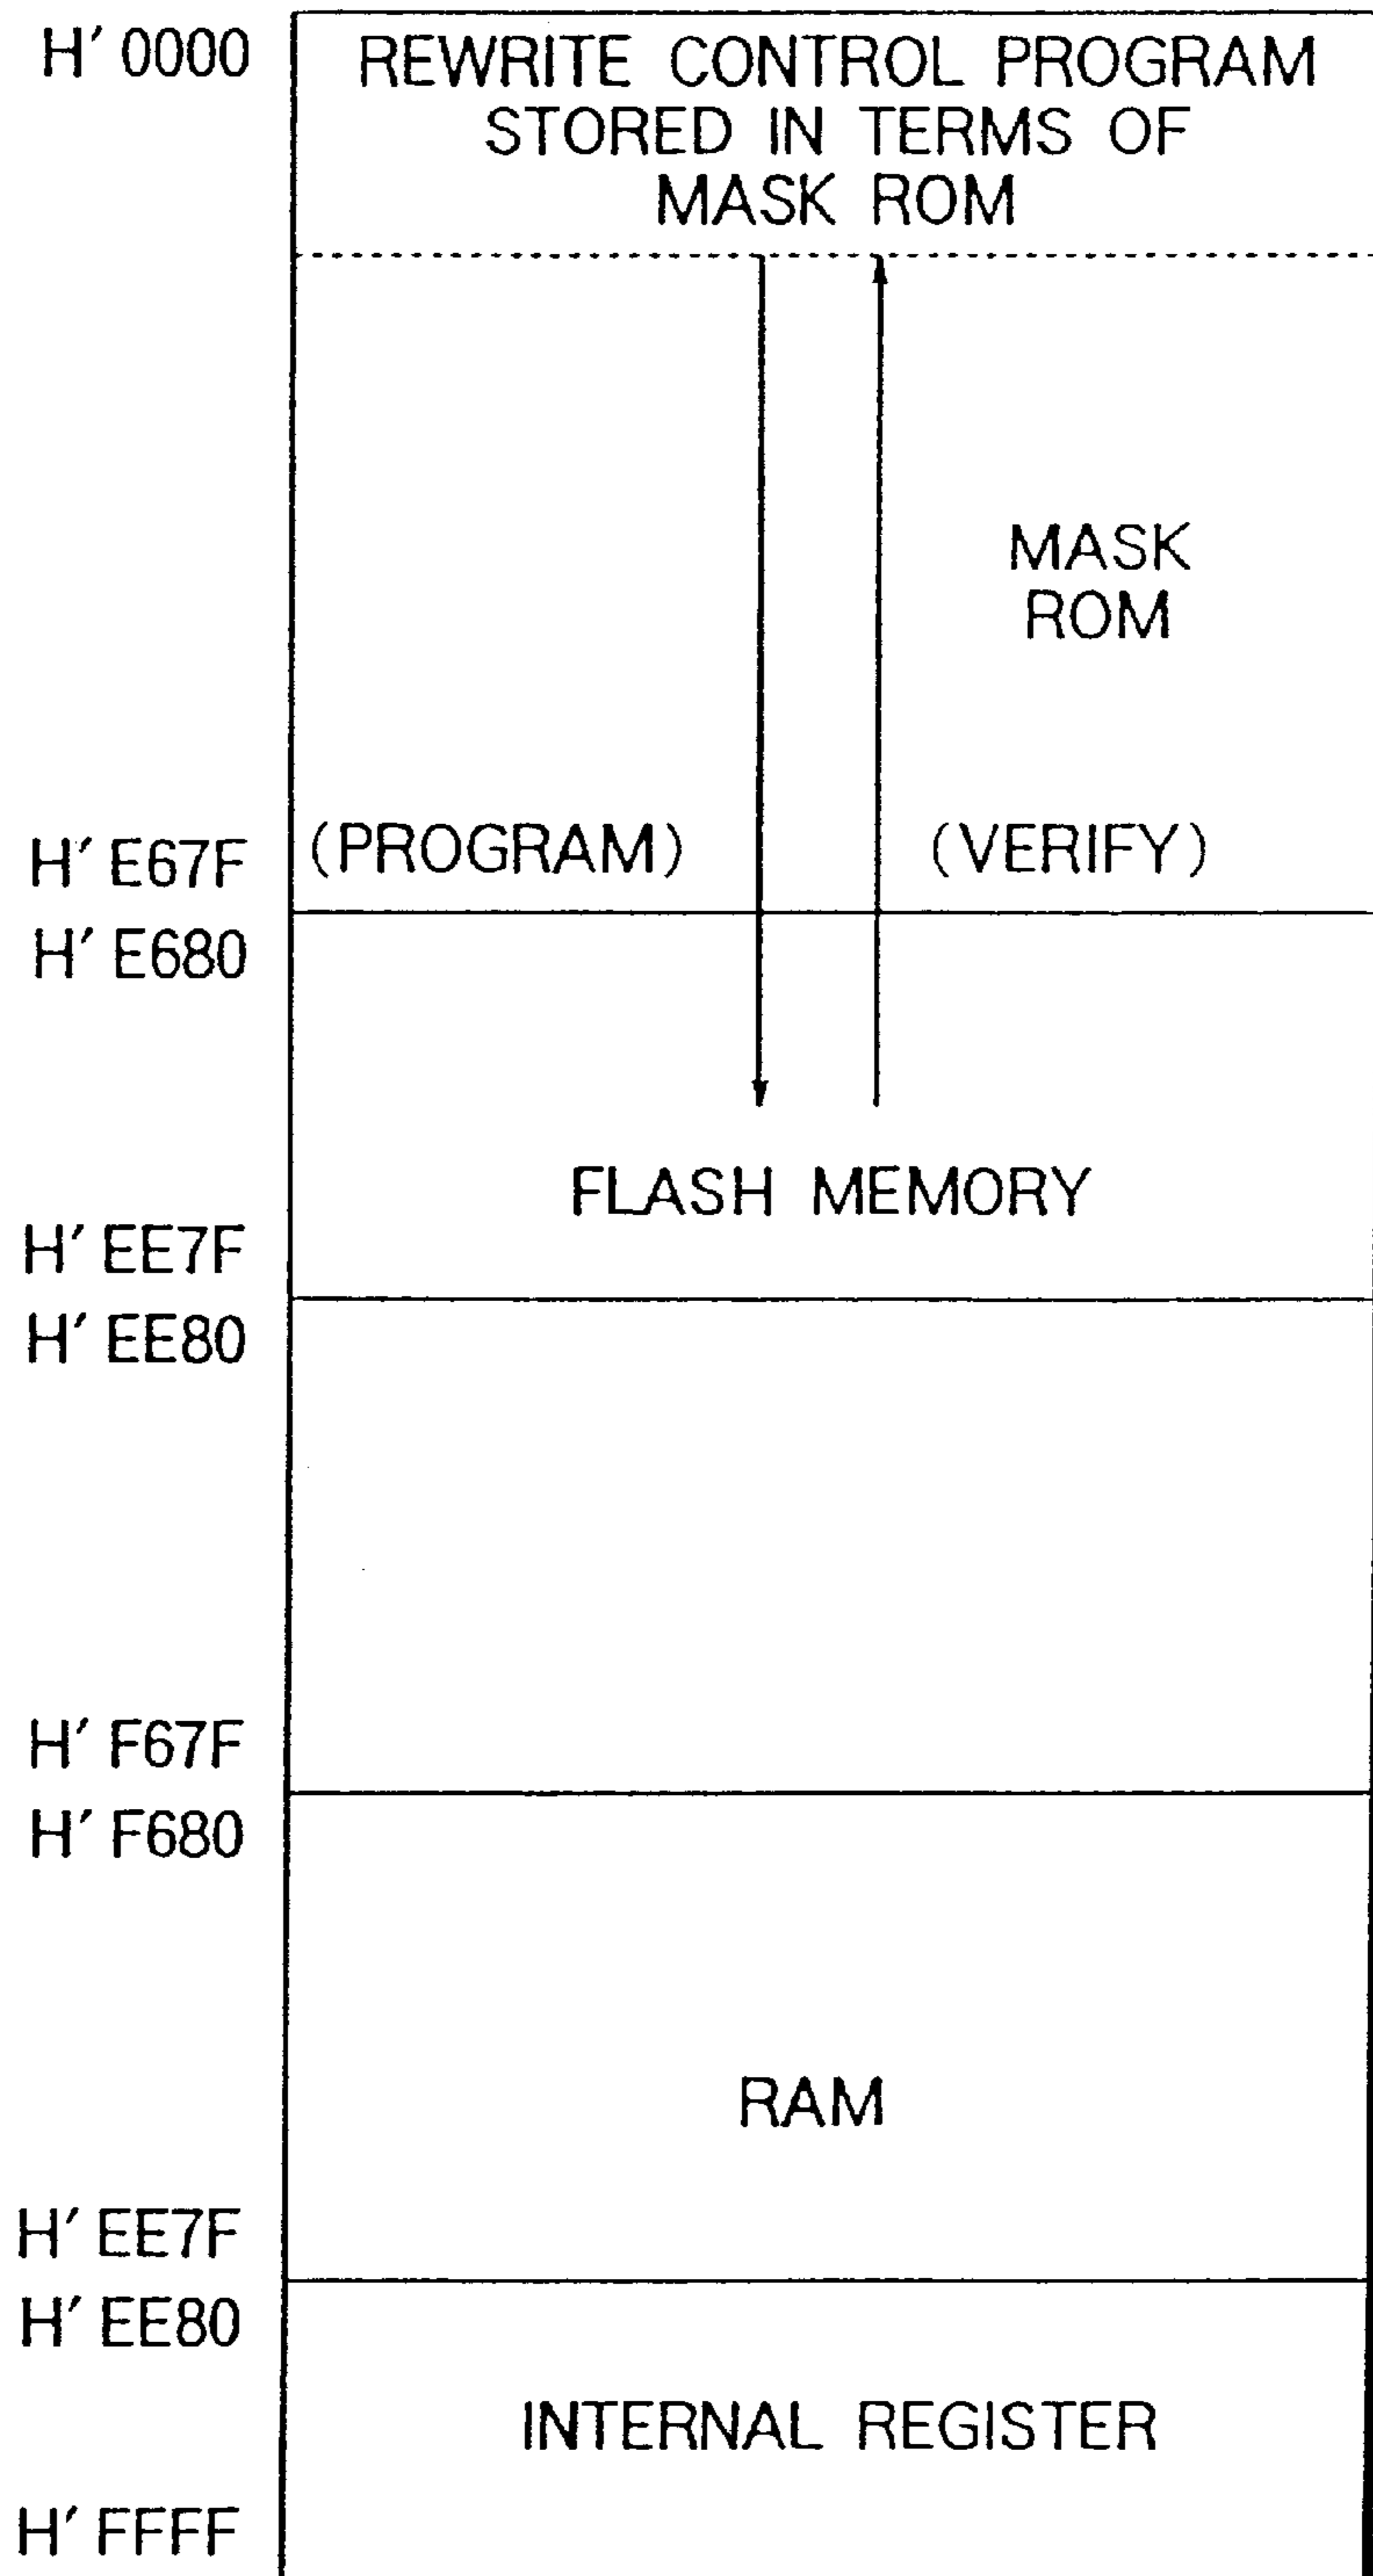 H' 0000
REWRITE CONTROL PROGRAM
STORED IN TERMS OF
MASK ROM
MASK
ROM
H' E67F
(PROGRAM)
(VERIFY)
H' E680
FLASH MEMORY
H' EE7F
H' EE80
H' F67F
H' F680
RAM
H' EE7F
H' EE80
INTERNAL REGISTER
H' FFFF